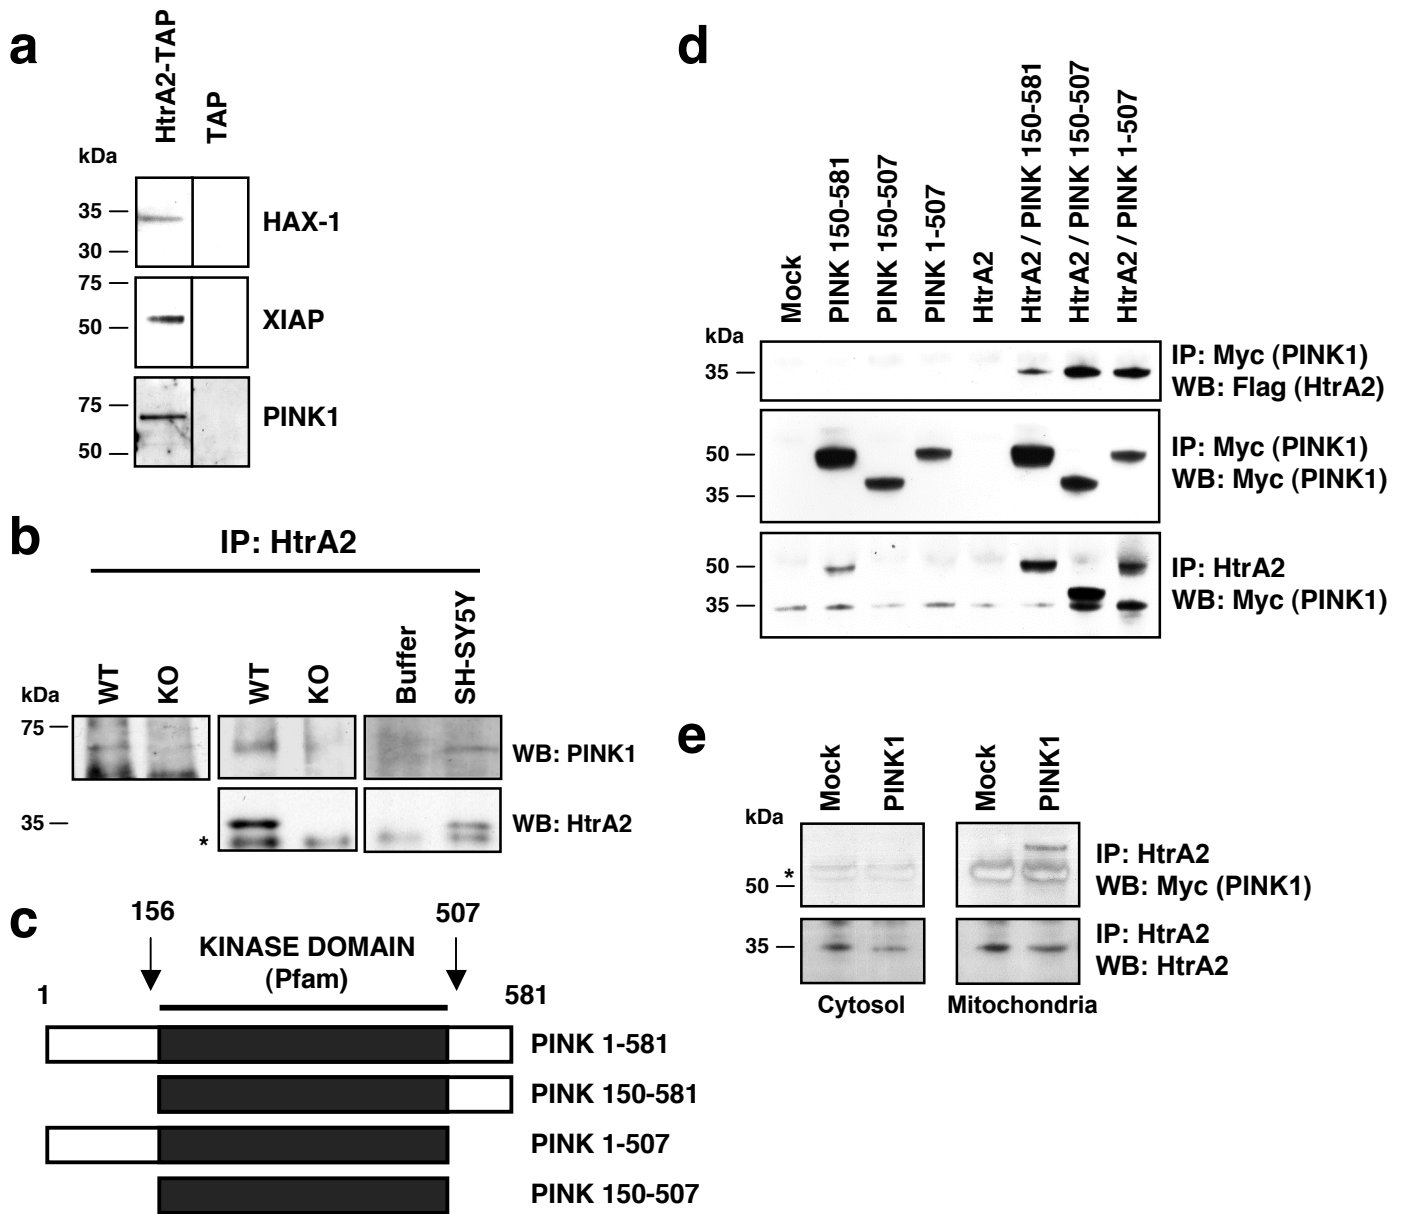 a
HtrA2-TAP
TAP
kDa
35
30
HAX-1
75
50
XIAP
75
50
PINK1
b
IP: HtrA2
WT
KO
WT
KO
Buffer
SH-SY5Y
kDa
75
WB: PINK1
35
*
WB: HtrA2
c
156
507
KINASE DOMAIN
(Pfam)
1
581
PINK 1-581
PINK 150-581
PINK 1-507
PINK 150-507
d
Mock
PINK 150-581
PINK 150-507
PINK 1-507
HtrA2
HtrA2 / PINK 150-581
HtrA2 / PINK 150-507
HtrA2 / PINK 1-507
kDa
35
IP: Myc (PINK1)
WB: Flag (HtrA2)
50
35
IP: Myc (PINK1)
WB: Myc (PINK1)
50
35
IP: HtrA2
WB: Myc (PINK1)
e
Mock
PINK1
Mock
PINK1
kDa
*
50
IP: HtrA2
WB: Myc (PINK1)
35
IP: HtrA2
WB: HtrA2
Cytosol
Mitochondria